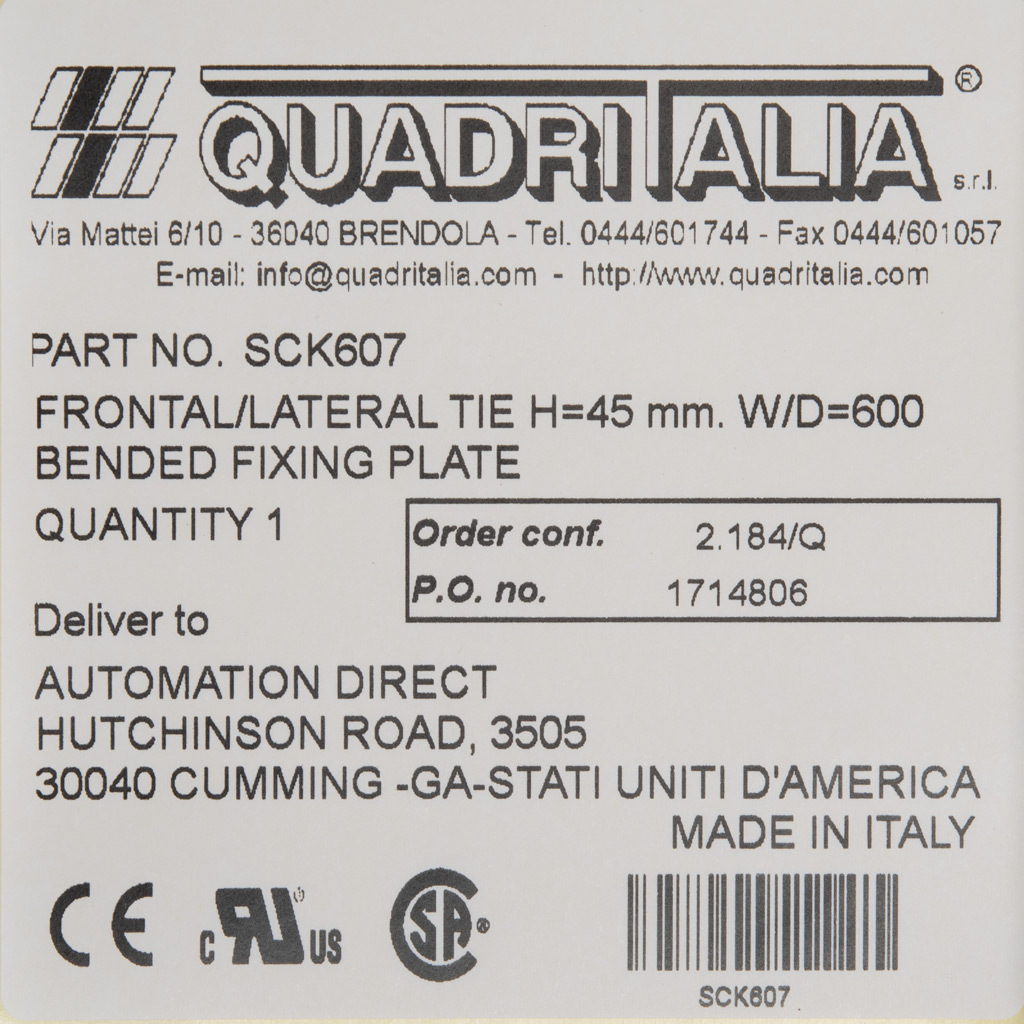 QUADRITALIA® s.r.l.
Via Mattei 6/10 - 36040 BRENDOLA - Tel. 0444/601744 - Fax 0444/601057
E-mail: info@quadritalia.com - http://www.quadritalia.com
PART NO. SCK607
FRONTAL/LATERAL TIE H=45 mm. W/D=600
BENDED FIXING PLATE
QUANTITY 1
Order conf. 2.184/Q
P.O. no. 1714806
Deliver to
AUTOMATION DIRECT
HUTCHINSON ROAD, 3505
30040 CUMMING -GA-STATI UNITI D'AMERICA
MADE IN ITALY
CE c RU® US SA®
SCK607